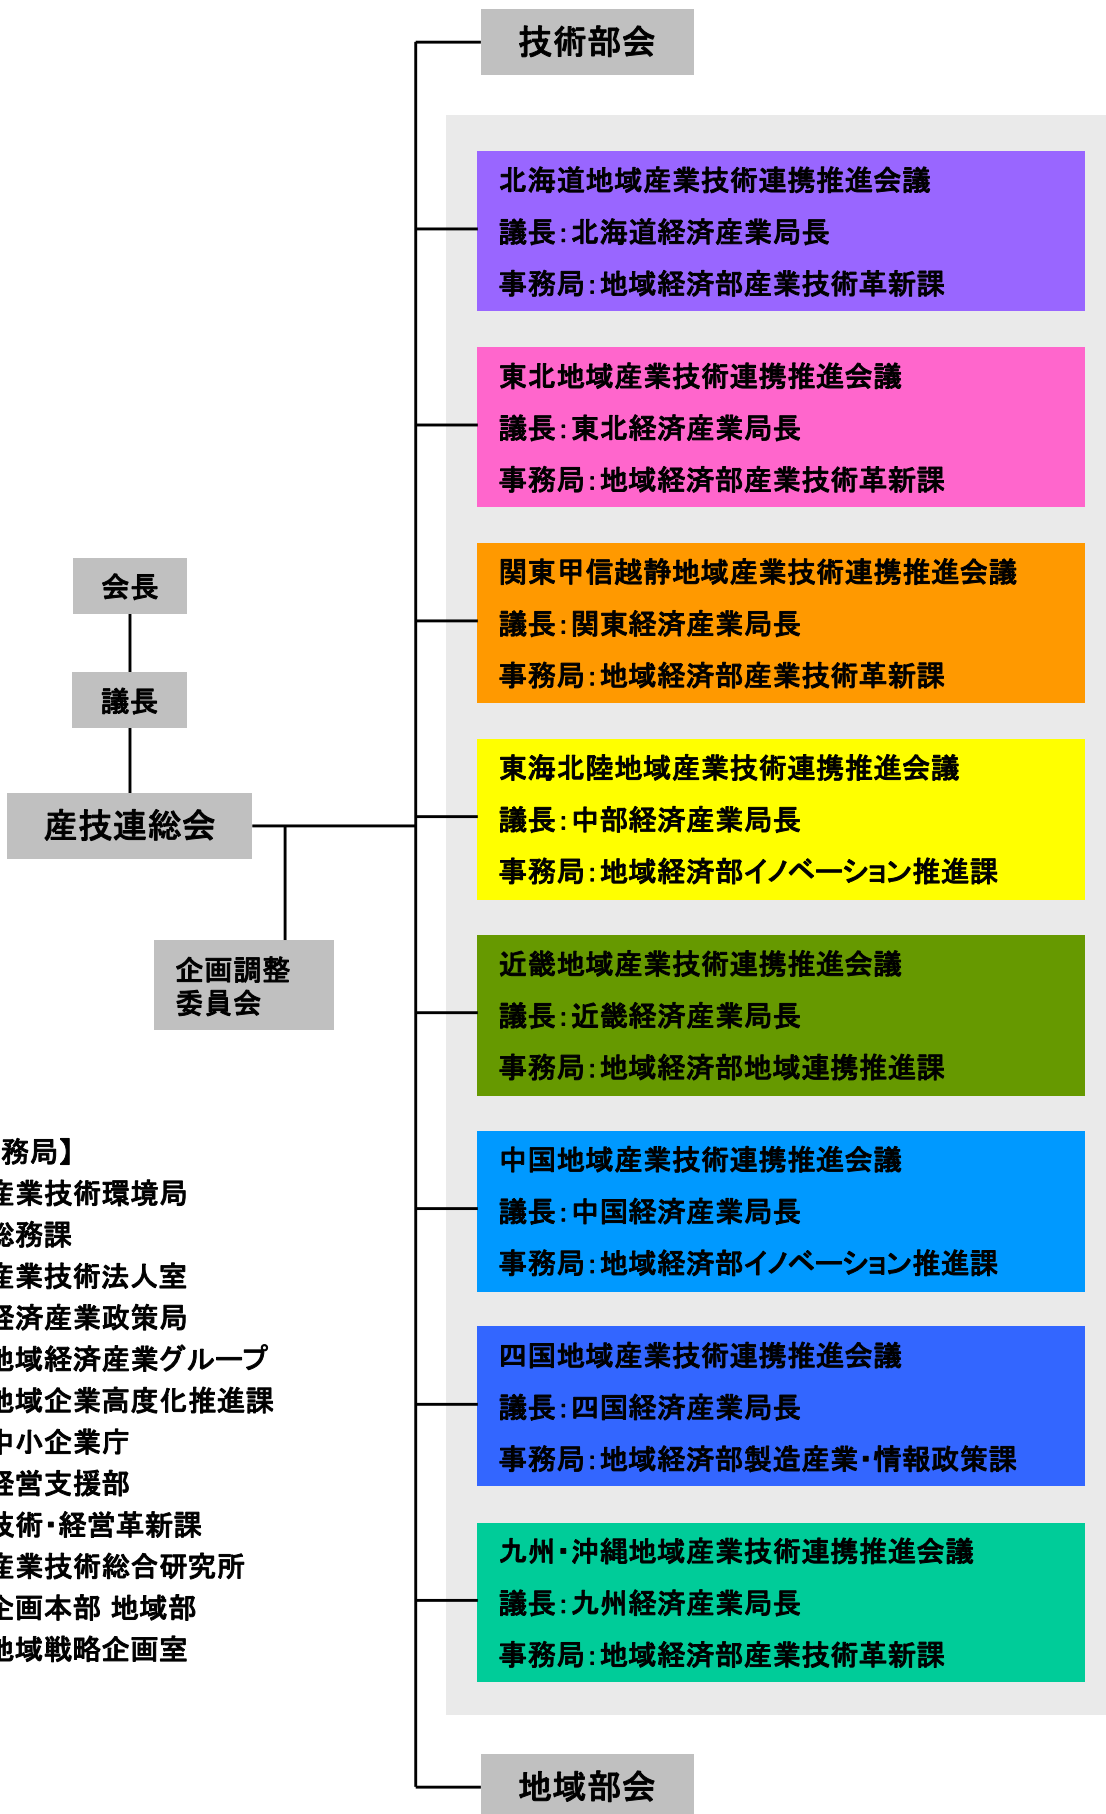 技術部会
北海道地域産業技術連携推進会議
議長：北海道経済産業局長
事務局：地域経済部産業技術革新課
東北地域産業技術連携推進会議
議長：東北経済産業局長
事務局：地域経済部産業技術革新課
関東甲信越静地域産業技術連携推進会議
議長：関東経済産業局長
事務局：地域経済部産業技術革新課
会長
議長
産技連総会
企画調整
委員会
東海北陸地域産業技術連携推進会議
議長：中部経済産業局長
事務局：地域経済部イノベーション推進課
近畿地域産業技術連携推進会議
議長：近畿経済産業局長
事務局：地域経済部地域連携推進課
中国地域産業技術連携推進会議
議長：中国経済産業局長
事務局：地域経済部イノベーション推進課
四国地域産業技術連携推進会議
議長：四国経済産業局長
事務局：地域経済部製造産業・情報政策課
九州・沖縄地域産業技術連携推進会議
議長：九州経済産業局長
事務局：地域経済部産業技術革新課
務局】
産業技術環境局
総務課
産業技術法人室
経済産業政策局
地域経済産業グループ
地域企業高度化推進課
中小企業庁
経営支援部
技術・経営革新課
産業技術総合研究所
企画本部 地域部
地域戦略企画室
地域部会